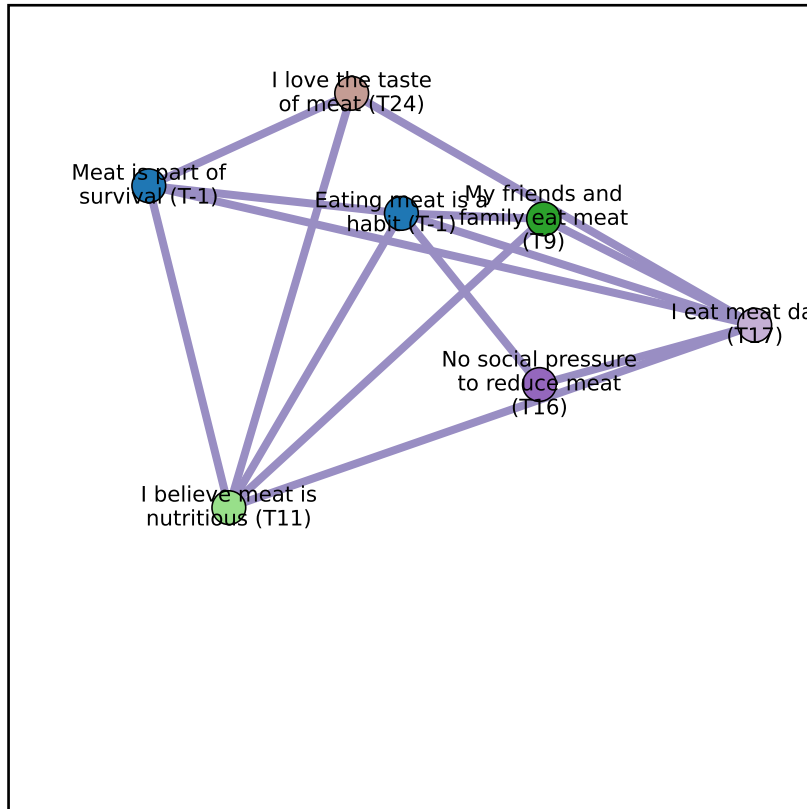 I love the taste
of meat (T24)
Meat is part of
survival (T-1)
Eating meat is a
habit (T-1)
My friends and
family eat meat
(T9)
I eat meat da
(T17)
No social pressure
to reduce meat
(T16)
I believe meat is
nutritious (T11)